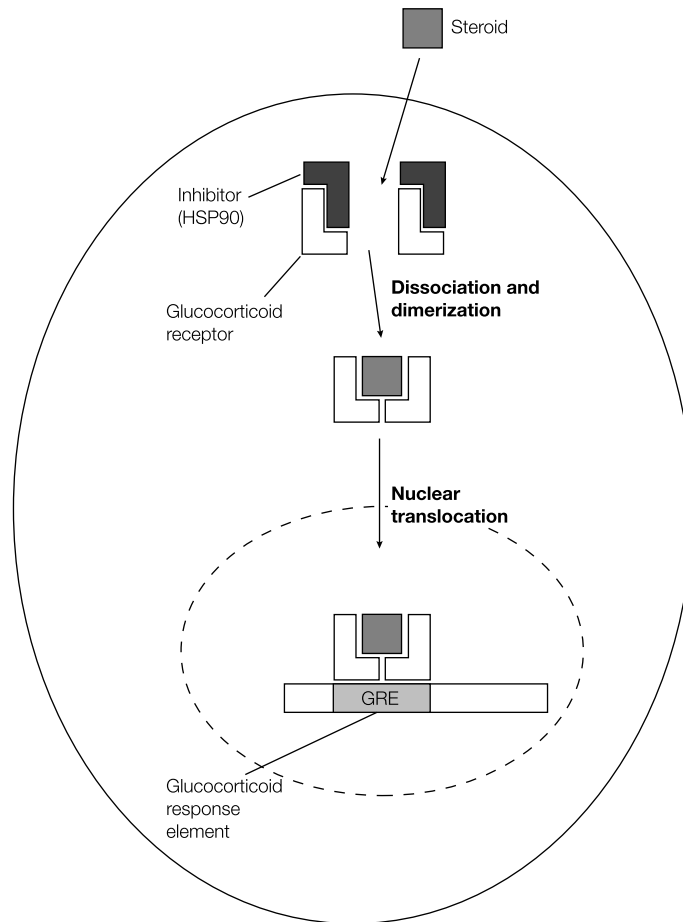 Steroid
Inhibitor
(HSP90)
Glucocorticoid
receptor
Dissociation and
dimerization
Nuclear
translocation
GRE
Glucocorticoid
response
element